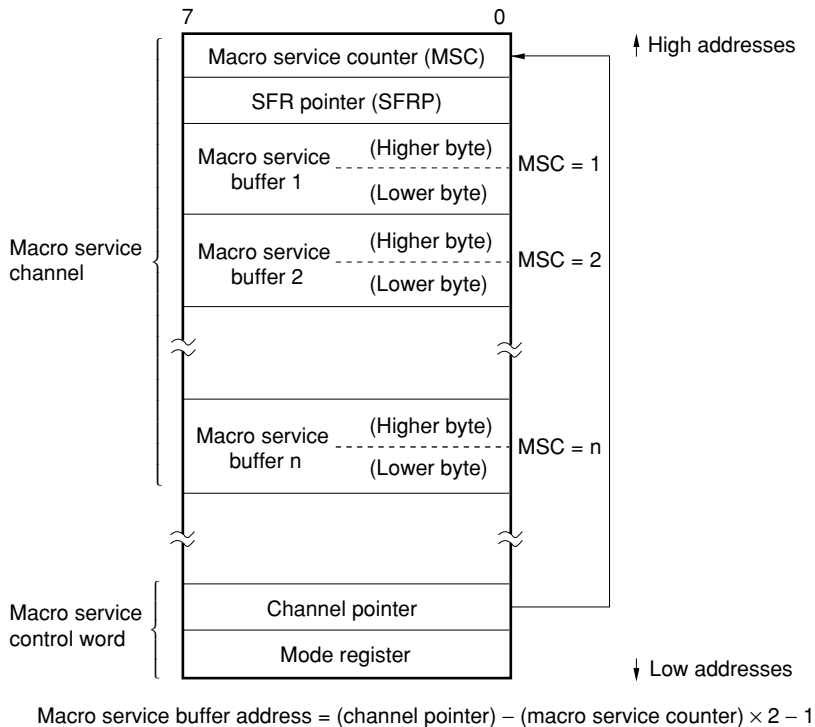 7 0
Macro service counter (MSC)
High addresses
SFR pointer (SFRP)
Macro service
buffer 1
(Higher byte)
(Lower byte)
MSC = 1
Macro service
buffer 2
(Higher byte)
(Lower byte)
MSC = 2
Macro service
channel
Macro service
buffer n
(Higher byte)
(Lower byte)
MSC = n
Macro service
control word
Channel pointer
Mode register
Low addresses
Macro service buffer address = (channel pointer) – (macro service counter) × 2 – 1